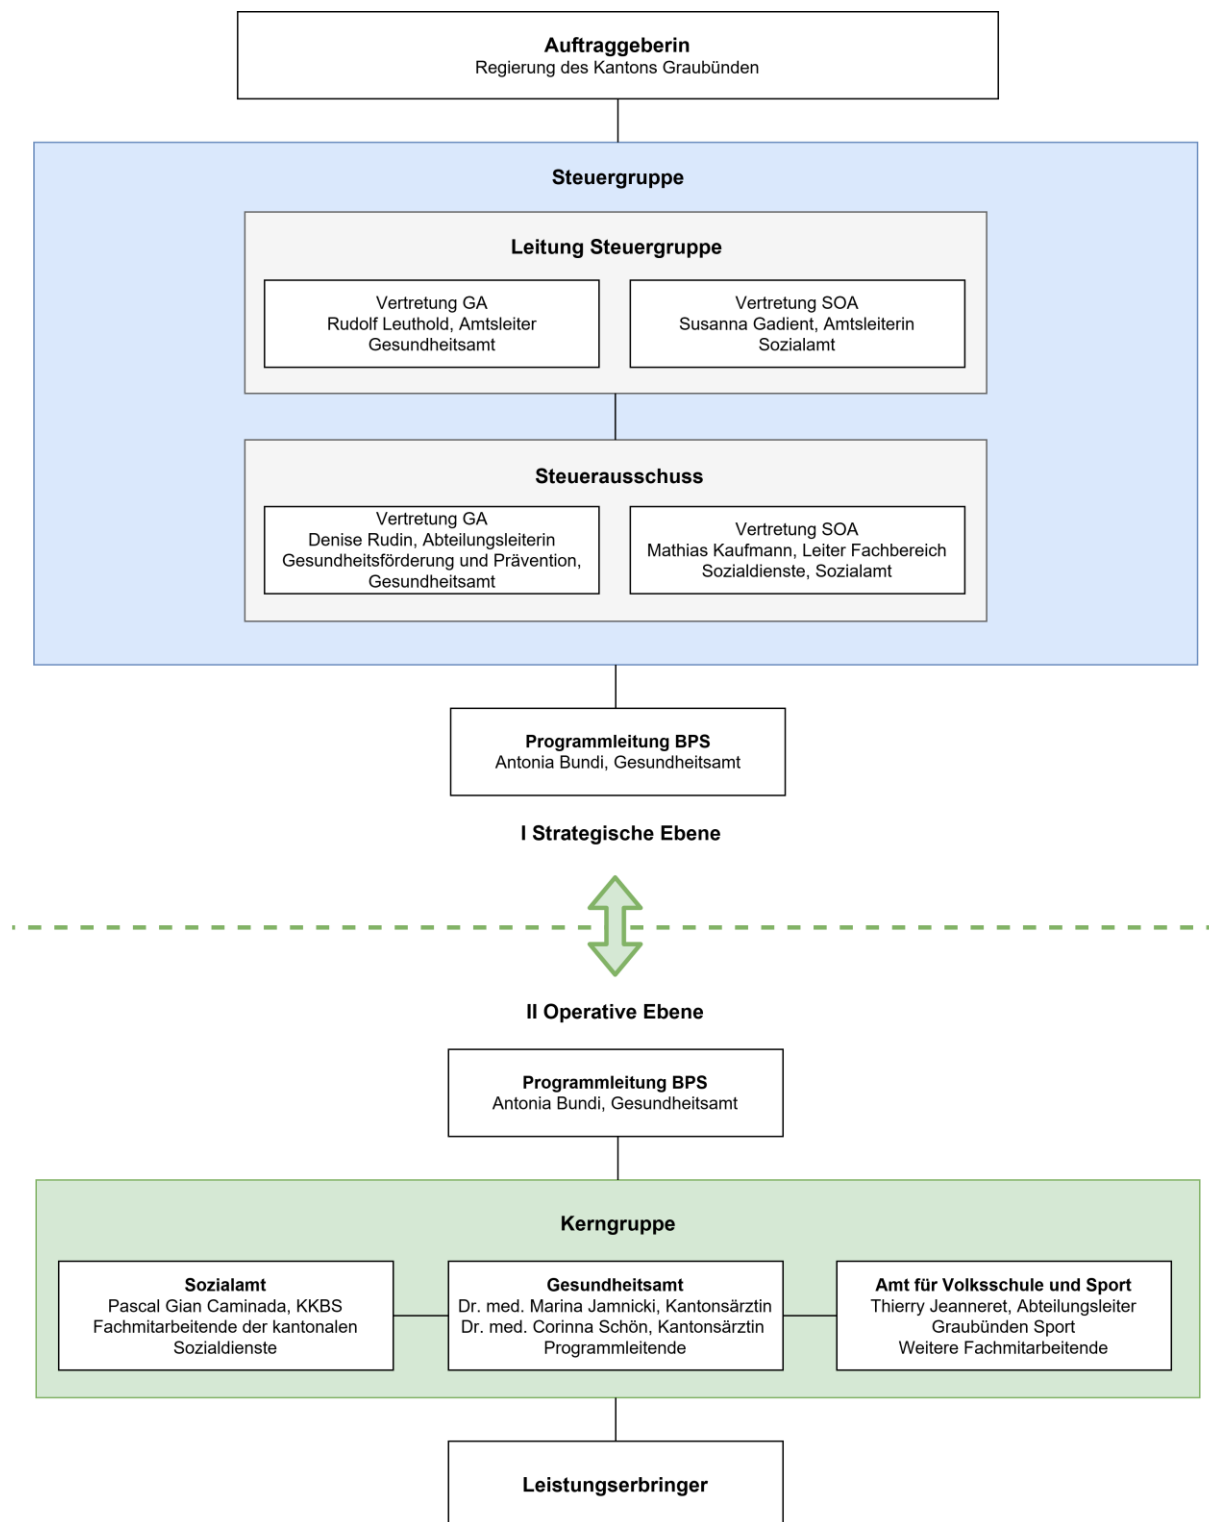 Auftraggeberin
Regierung des Kantons Graubünden
Steuergruppe
Leitung Steuergruppe
Vertretung GA
Rudolf Leuthold, Amtsleiter
Gesundheitsamt
Vertretung SOA
Susanna Gadient, Amtsleiterin
Sozialamt
Steuerausschuss
Vertretung GA
Denise Rudin, Abteilungsleiterin
Gesundheitsförderung und Prävention,
Gesundheitsamt
Vertretung SOA
Mathias Kaufmann, Leiter Fachbereich
Sozialdienste, Sozialamt
Programmleitung BPS
Antonia Bundi, Gesundheitsamt
I Strategische Ebene
II Operative Ebene
Programmleitung BPS
Antonia Bundi, Gesundheitsamt
Kerngruppe
Sozialamt
Pascal Gian Caminada, KKBS
Fachmitarbeitende der kantonalen
Sozialdienste
Gesundheitsamt
Dr. med. Marina Jamnicki, Kantonsärztin
Dr. med. Corinna Schön, Kantonsärztin
Programmleitende
Amt für Volksschule und Sport
Thierry Jeanneret, Abteilungsleiter
Graubünden Sport
Weitere Fachmitarbeitende
Leistungserbringer